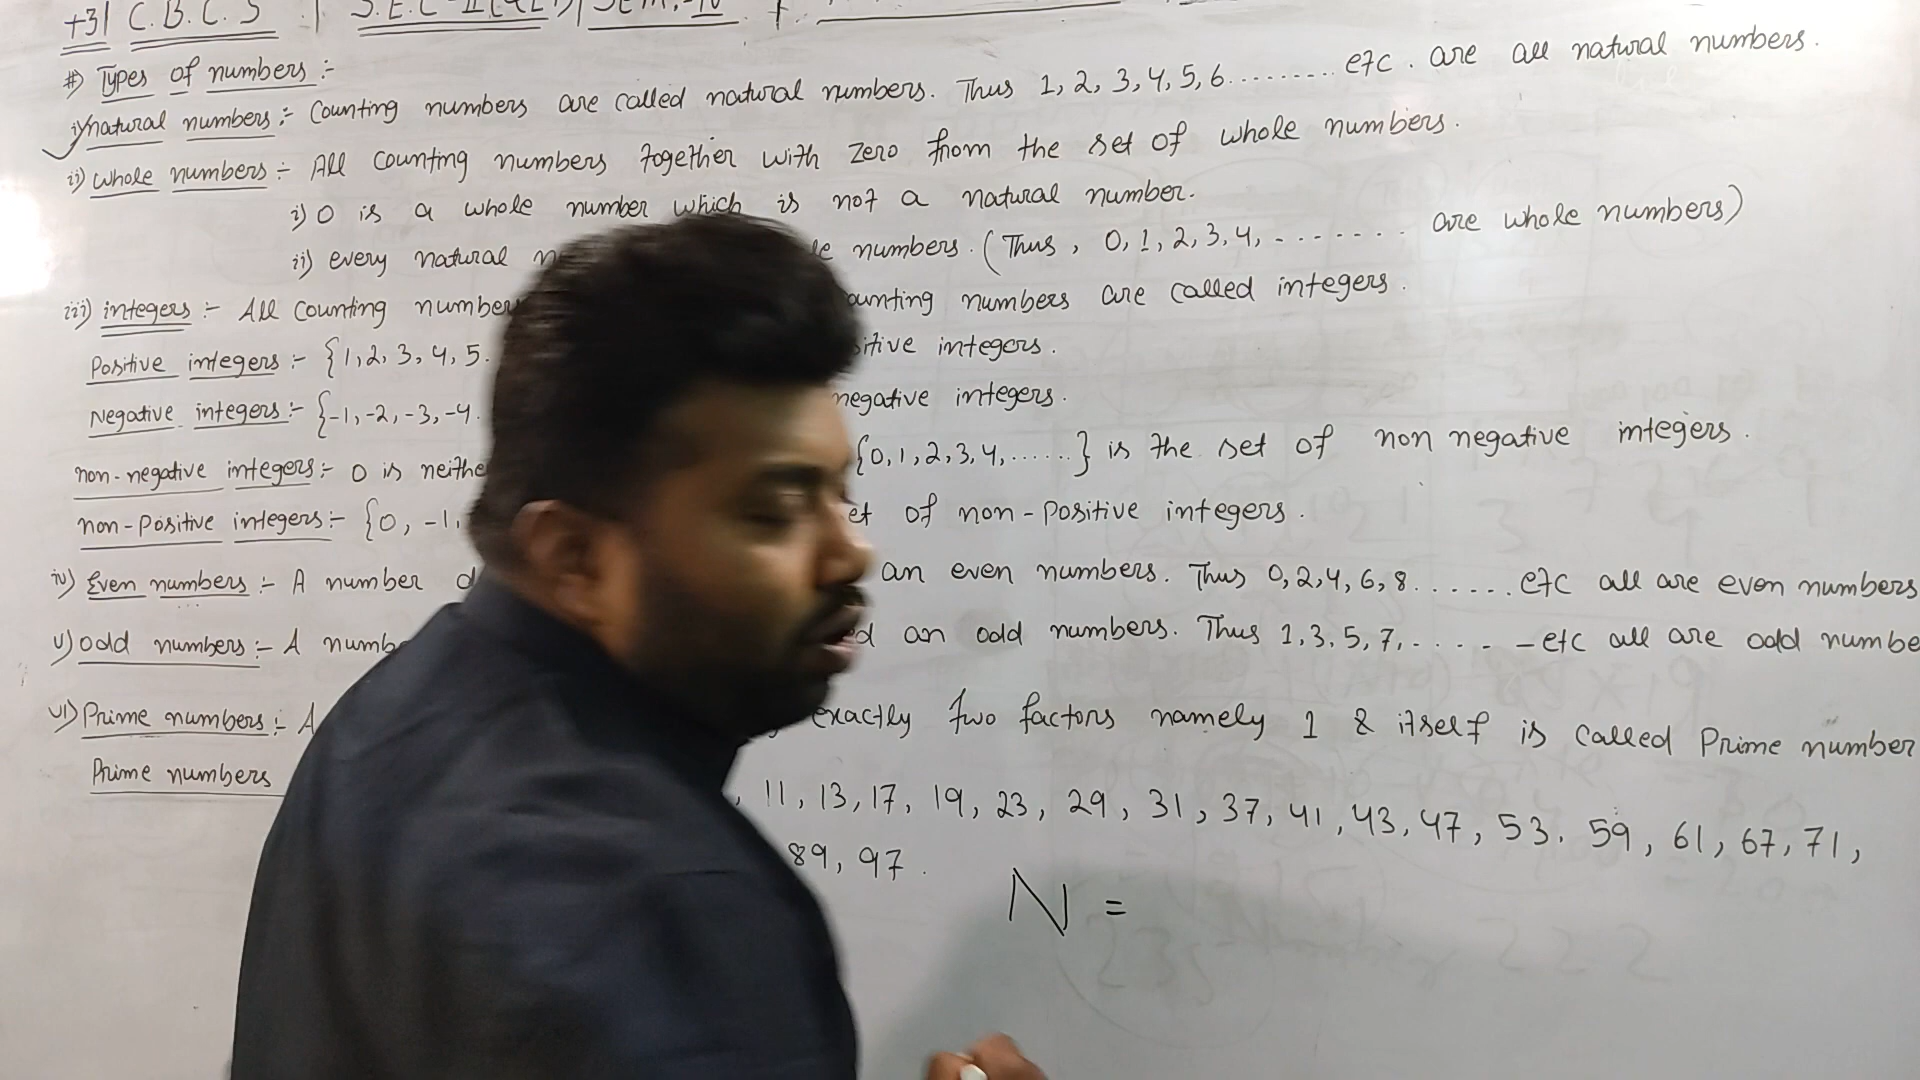 +3| C.B.C.S | S.E.C-II (QLT) | SEM.-IV
#) Types of numbers :-
i) natural numbers :- Counting numbers are called natural numbers. Thus 1, 2, 3, 4, 5, 6......... etc. are all natural numbers.
ii) whole numbers :- All counting numbers together with zero from the set of whole numbers.
i) 0 is a whole number which is not a natural number.
ii) every natural n le numbers. (Thus, 0, 1, 2, 3, 4, ....... are whole numbers)
iii) integers :- All counting number ounting numbers are called integers.
Positive integers :- {1, 2, 3, 4, 5. sitive integers.
Negative integers :- {-1, -2, -3, -4. negative integers.
non-negative integers :- 0 is neithe {0, 1, 2, 3, 4, ......} is the set of non negative integers.
non-Positive integers :- {0, -1, et of non-Positive integers.
iv) Even numbers :- A number d an even numbers. Thus 0, 2, 4, 6, 8 ...... etc all are even numbers
v) odd numbers :- A numbe ed an odd numbers. Thus 1, 3, 5, 7, ..... etc all are odd numbe
vi) Prime numbers :- A exactly two factors namely 1 & itself is called Prime number
Prime numbers , 11, 13, 17, 19, 23, 29, 31, 37, 41, 43, 47, 53. 59, 61, 67, 71,
89, 97.
N =